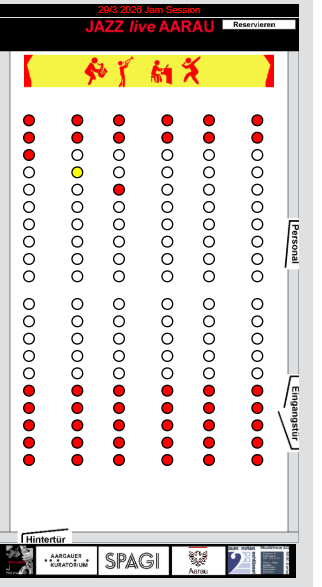 29/3 2026 Jam Session
JAZZ live AARAU
Reservieren
Personal
Eingangstür
Hintertür
AARGAUER
KURATORIUM
SPAGI
Aarau